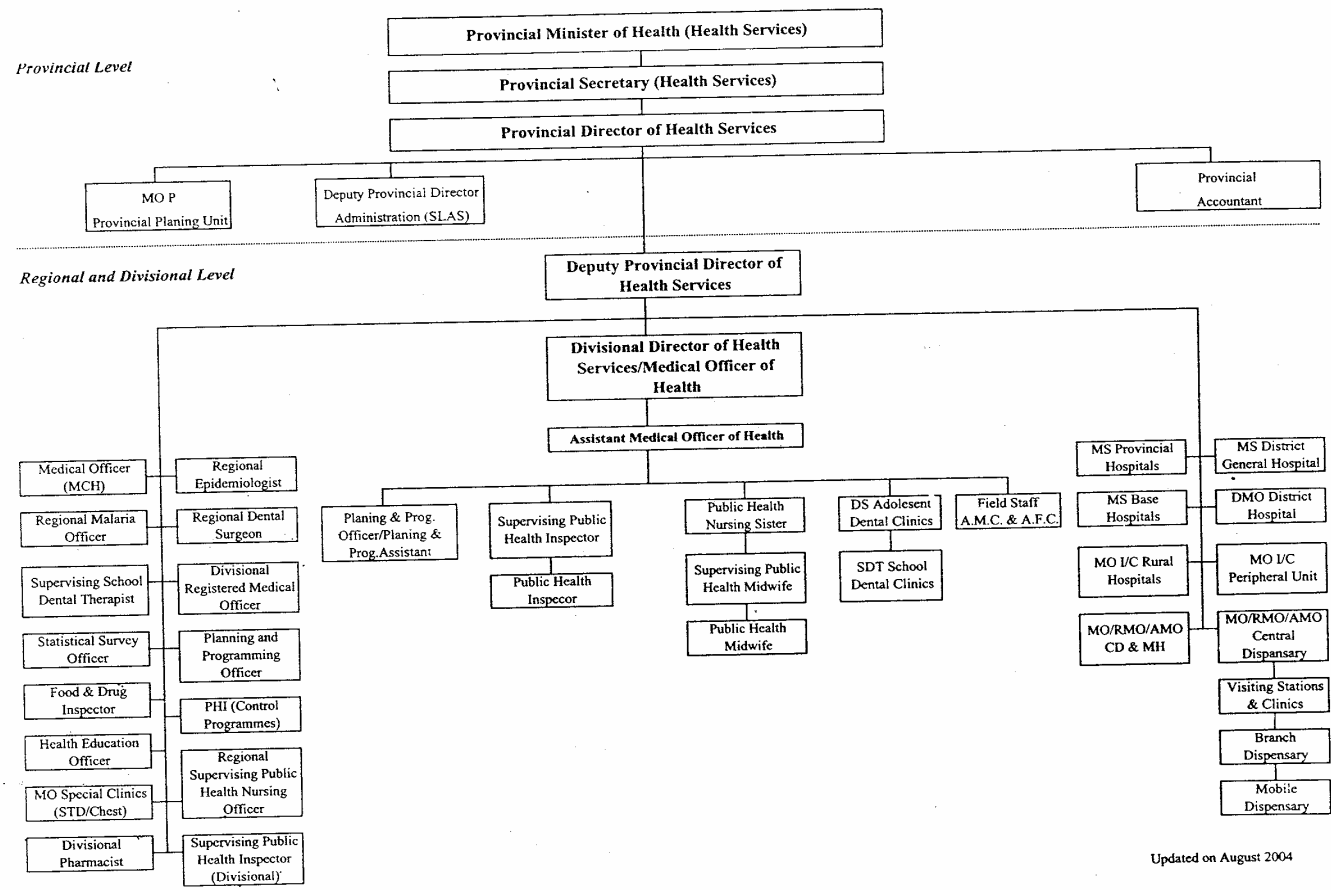 Provincial Minister of Health (Health Services)
Provincial Level
Provincial Secretary (Health Services)
Provincial Director of Health Services
MO P
Provincial Planing Unit
Deputy Provincial Director
Administration (SLAS)
Provincial
Accountant
Regional and Divisional Level
Deputy Provincial Director of
Health Services
Divisional Director of Health
Services/Medical Officer of
Health
Assistant Medical Officer of Health
Medical Officer
(MCH)
Regional
Epidemiologist
Regional Malaria
Officer
Regional Dental
Surgeon
Supervising School
Dental Therapist
Divisional
Registered Medical
Officer
Statistical Survey
Officer
Planning and
Programming
Officer
Food & Drug
Inspector
PHI (Control
Programmes)
Health Education
Officer
Regional
Supervising Public
Health Nursing
Officer
MO Special Clinics
(STD/Chest)
Divisional
Pharmacist
Supervising Public
Health Inspector
(Divisional)
Planing & Prog.
Officer/Planing &
Prog.Assistant
Supervising Public
Health Inspector
Public Health
Inspecor
Public Health
Nursing Sister
Supervising Public
Health Midwife
Public Health
Midwife
DS Adolesent
Dental Clinics
SDT School
Dental Clinics
Field Staff
A.M.C. & A.F.C.
MS Provincial
Hospitals
MS District
General Hospital
MS Base
Hospitals
DMO District
Hospital
MO I/C Rural
Hospitals
MO I/C
Peripheral Unit
MO/RMO/AMO
CD & MH
MO/RMO/AMO
Central
Dispansary
Visiting Stations
& Clinics
Branch
Dispensary
Mobile
Dispensary
Updated on August 2004